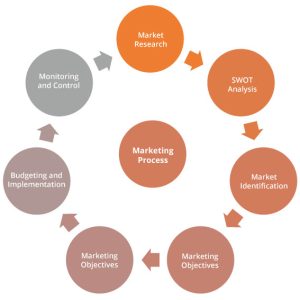 Market
Research
SWOT
Analysis
Market
Identification
Marketing
Objectives
Marketing
Objectives
Budgeting and
Implementation
Monitoring
and Control
Marketing
Process